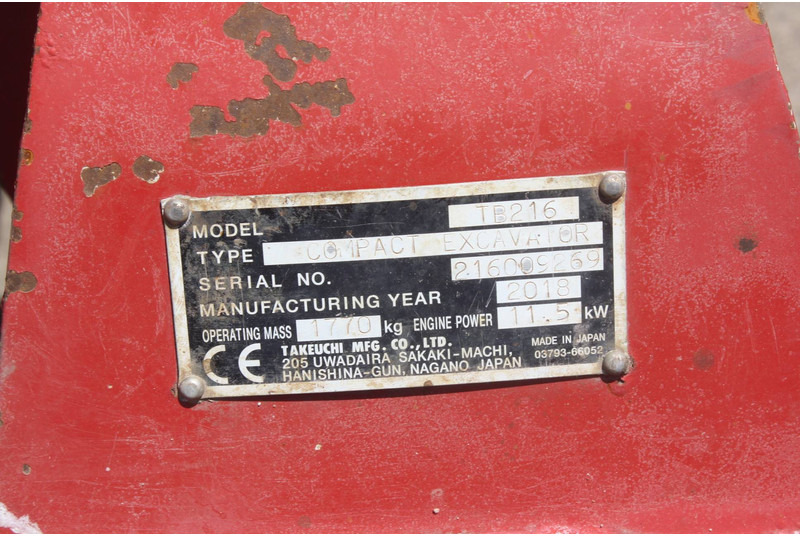 MODEL TB216
TYPE COMPACT EXCAVATOR
SERIAL NO. 216009269
MANUFACTURING YEAR 2018
OPERATING MASS 1770 kg ENGINE POWER 11.5 kW
CE TAKEUCHI MFG. CO., LTD. MADE IN JAPAN
205 UWADAIRA SAKAKI-MACHI, 03793-66052
HANISHINA-GUN, NAGANO JAPAN